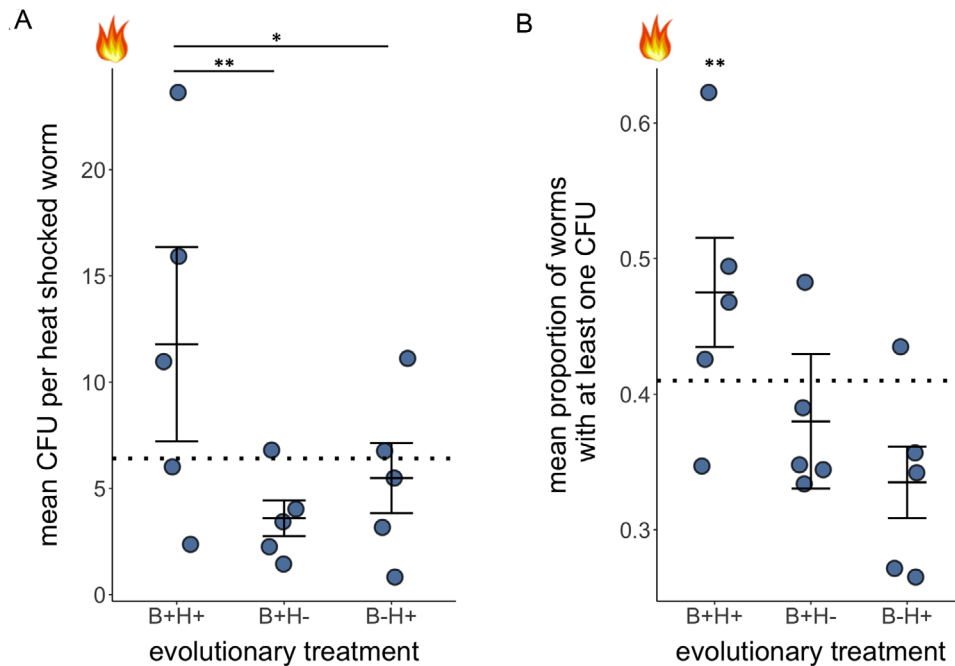 A
*
**
mean CFU per heat shocked worm
20
15
10
5
0
B+H+ B+H- B-H+
evolutionary treatment
B
**
mean proportion of worms
with at least one CFU
0.6
0.5
0.4
0.3
B+H+ B+H- B-H+
evolutionary treatment